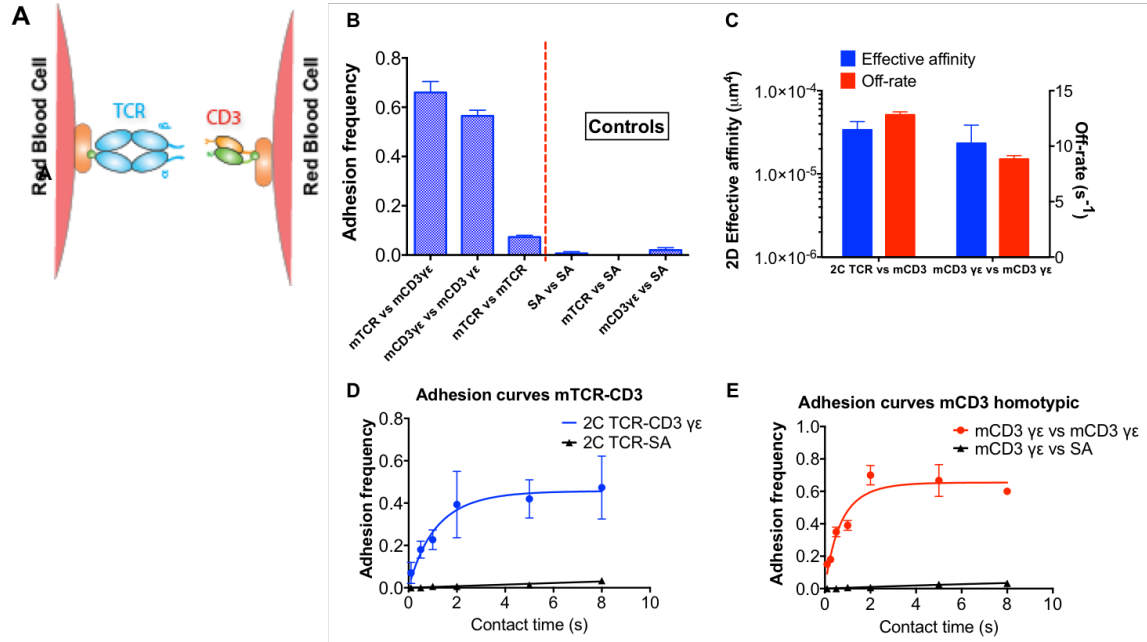 A
Red Blood Cell
A
TCR
CD3
Red Blood Cell
B
Adhesion frequency
0.8
0.6
0.4
0.2
0.0
Controls
mTCR vs mCD3γε
mCD3γε vs mCD3 γε
mTCR vs mTCR
SA vs SA
mTCR vs SA
mCD3γε vs SA
C
Effective affinity
Off-rate
2D Effective affinity (μm⁴)
1.0×10⁻⁴
1.0×10⁻⁵
1.0×10⁻⁶
15
10
5
0
Off-rate (s⁻¹)
2C TCR vs mCD3
mCD3 γε vs mCD3 γε
D
Adhesion curves mTCR-CD3
2C TCR-CD3 γε
2C TCR-SA
Adhesion frequency
0.8
0.6
0.4
0.2
0.0
0 2 4 6 8 10
Contact time (s)
E
Adhesion curves mCD3 homotypic
mCD3 γε vs mCD3 γε
mCD3 γε vs SA
Adhesion frequency
1.0
0.8
0.6
0.4
0.2
0.0
0 2 4 6 8 10
Contact time (s)